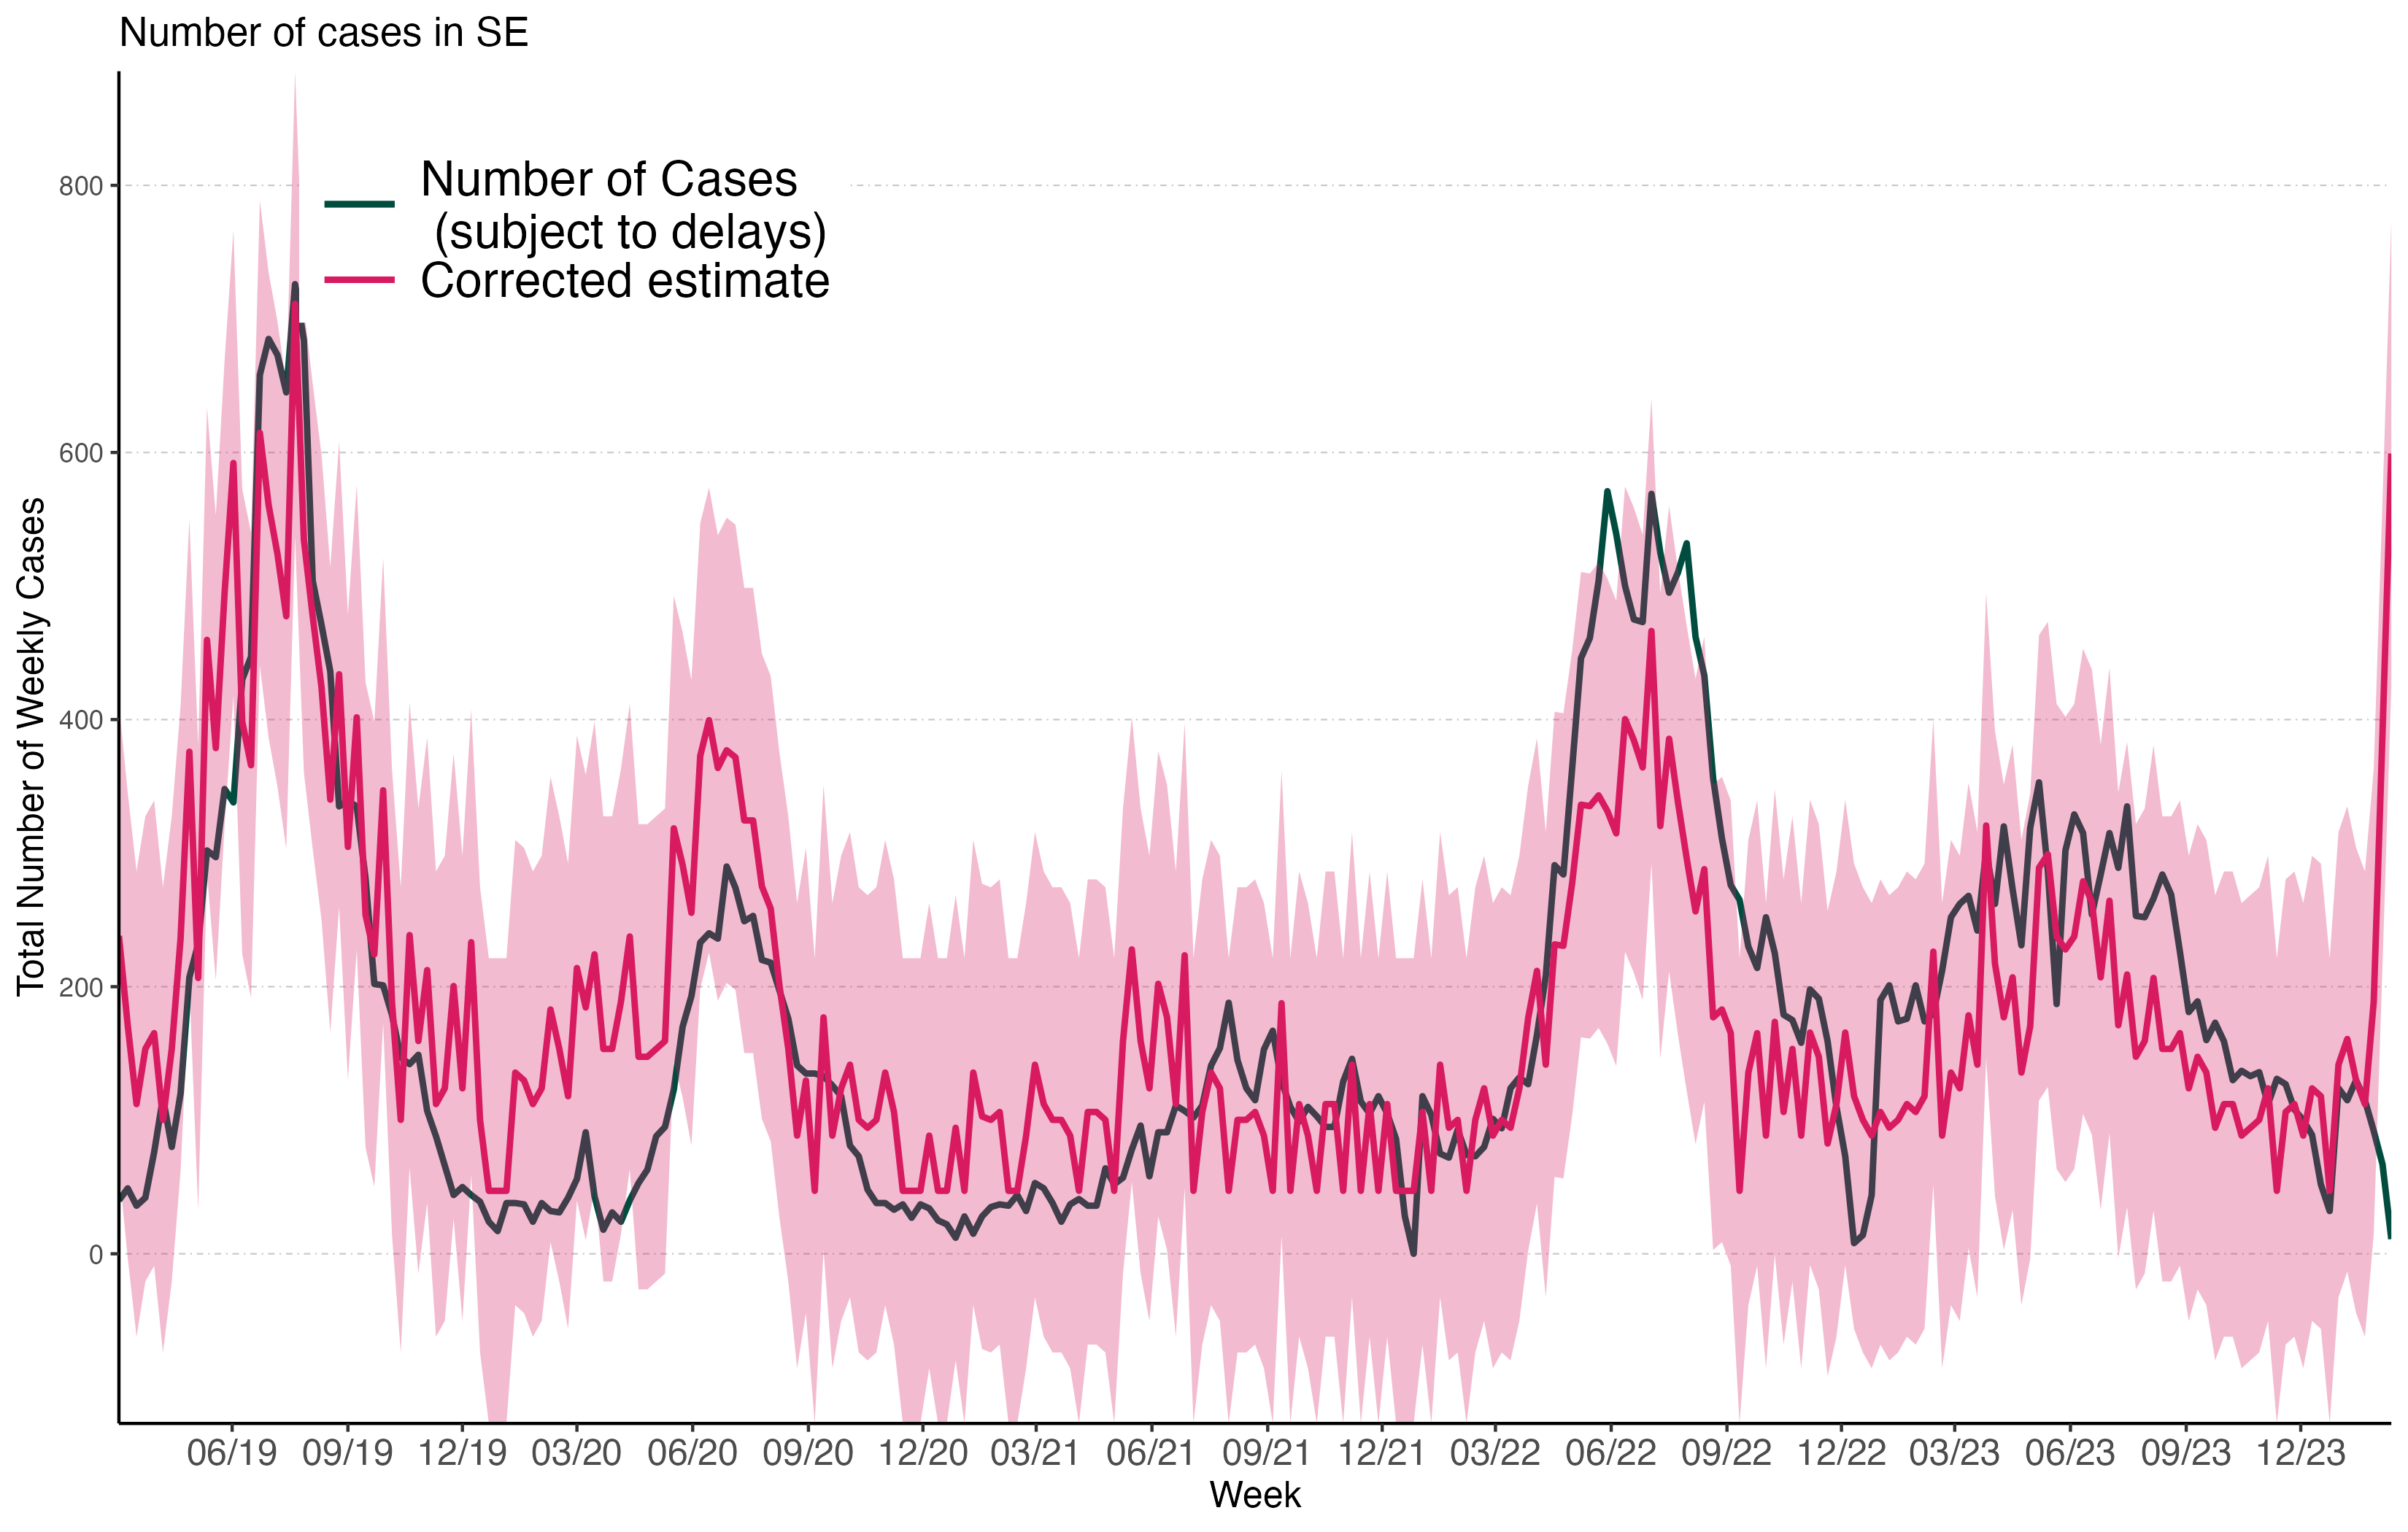 Number of cases in SE
Total Number of Weekly Cases
800
600
400
200
0
Number of Cases
(subject to delays)
Corrected estimate
06/19 09/19 12/19 03/20 06/20 09/20 12/20 03/21 06/21 09/21 12/21 03/22 06/22 09/22 12/22 03/23 06/23 09/23 12/23
Week